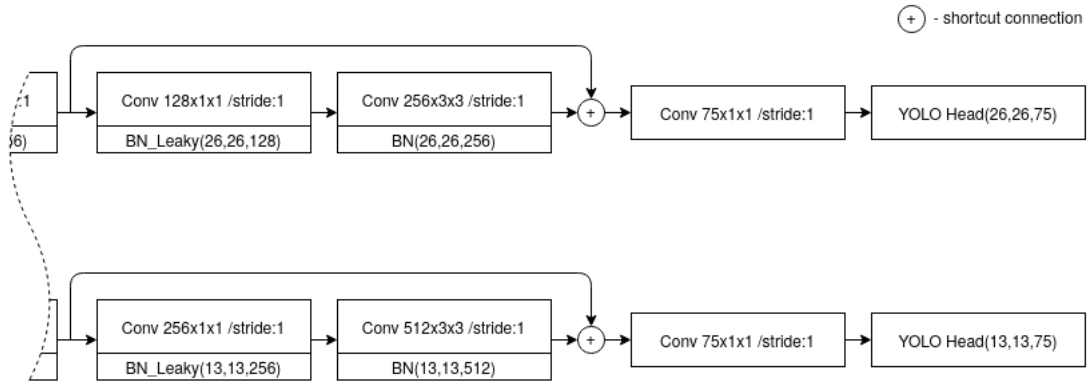 + - shortcut connection
:1
6)
Conv 128x1x1 /stride:1
BN_Leaky(26,26,128)
Conv 256x3x3 /stride:1
BN(26,26,256)
+
Conv 75x1x1 /stride:1
YOLO Head(26,26,75)
Conv 256x1x1 /stride:1
BN_Leaky(13,13,256)
Conv 512x3x3 /stride:1
BN(13,13,512)
+
Conv 75x1x1 /stride:1
YOLO Head(13,13,75)